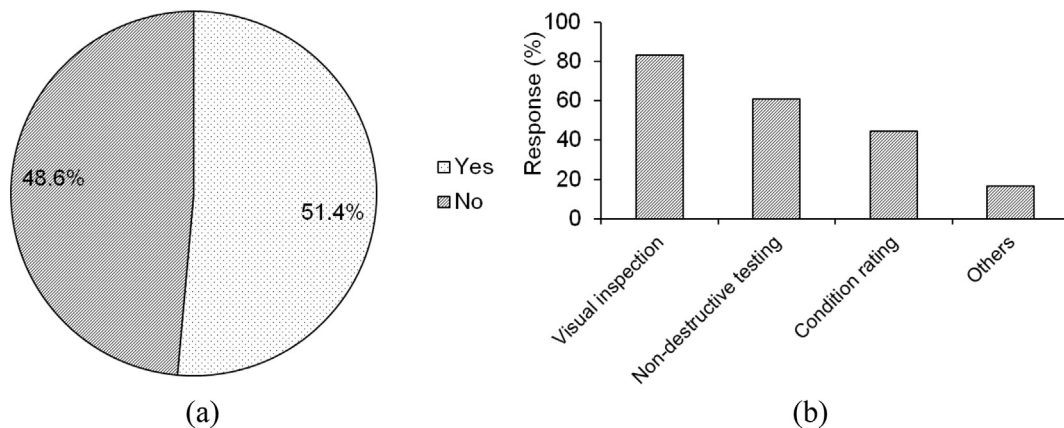 48.6%
51.4%
Yes
No
(a)
Response (%)
100
80
60
40
20
0
Visual inspection
Non-destructive testing
Condition rating
Others
(b)